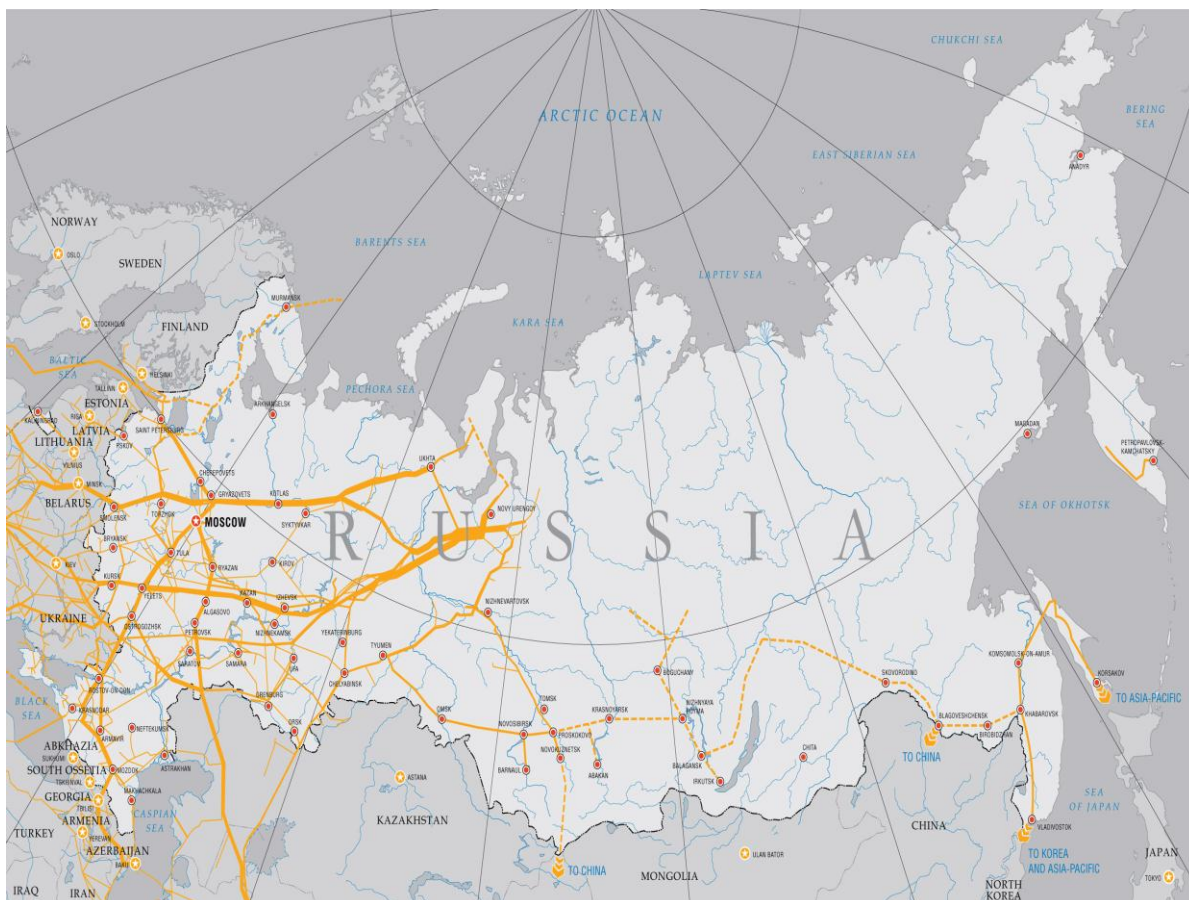 CHUKCHI SEA
BERING
SEA
ARCTIC OCEAN
EAST SIBERIAN SEA
ANADYR
NORWAY
OSLO
SWEDEN
BARENTS SEA
LAPTEV SEA
MURMANSK
STOCKHOLM
FINLAND
KARA SEA
BALTIC
SEA
HELSINKI
TALLINN
PECHORA SEA
ESTONIA
KALININGRAD
RIGA
LATVIA
SAINT PETERSBURG
ARKHANGELSK
PSKOV
LITHUANIA
VILNIUS
MAGADAN
PETROPAVLOVSK-
KAMCHATSKY
UKHTA
CHEREPOVETS
MINSK
GRYAZOVETS
KOTLAS
BELARUS
SMOLENSK
TORZHOK
SYKTYVKAR
NOVY URENGOY
SEA OF OKHOTSK
MOSCOW
RUSSIA
BRYANSK
TULA
KIEV
RYAZAN
KIROV
KURSK
YELETS
KAZAN
IZHEVSK
ALGASOVO
NIZHNEVARTOVSK
UKRAINE
OSTROGOZHSK
PETROVSK
NIZHNEKAMSK
YEKATERINBURG
SARATOV
SAMARA
UFA
TYUMEN
CHELYABINSK
BOGUCHANY
KOMSOMOLSK-ON-AMUR
ROSTOV-ON-DON
ORENBURG
SKOVORODINO
KORSAKOV
TO ASIA-PACIFIC
BLACK
SEA
KRASNODAR
ORSK
OMSK
TOMSK
KRASNOYARSK
NIZHNYAYA
POYMA
KHABAROVSK
ARMAVIR
NEFTEKUMSK
NOVOSIBIRSK
PROSKOKOVO
BLAGOVESHCHENSK
BIROBIDZHAN
ABKHAZIA
SUKHUMI
NOVOKUZNETSK
CHITA
TO CHINA
ASTRAKHAN
BALAGANSK
SOUTH OSSETIA
TSKHINVAL
MOZDOK
BARNAUL
ABAKAN
IRKUTSK
ASTANA
GEORGIA
MAKHACHKALA
TBILISI
CASPIAN
SEA
SEA
OF JAPAN
ARMENIA
KAZAKHSTAN
CHINA
VLADIVOSTOK
TURKEY
YEREVAN
AZERBAIJAN
BAKU
ULAN BATOR
TO KOREA
AND ASIA-PACIFIC
JAPAN
TO CHINA
MONGOLIA
TOKYO
IRAQ
IRAN
NORTH
KOREA